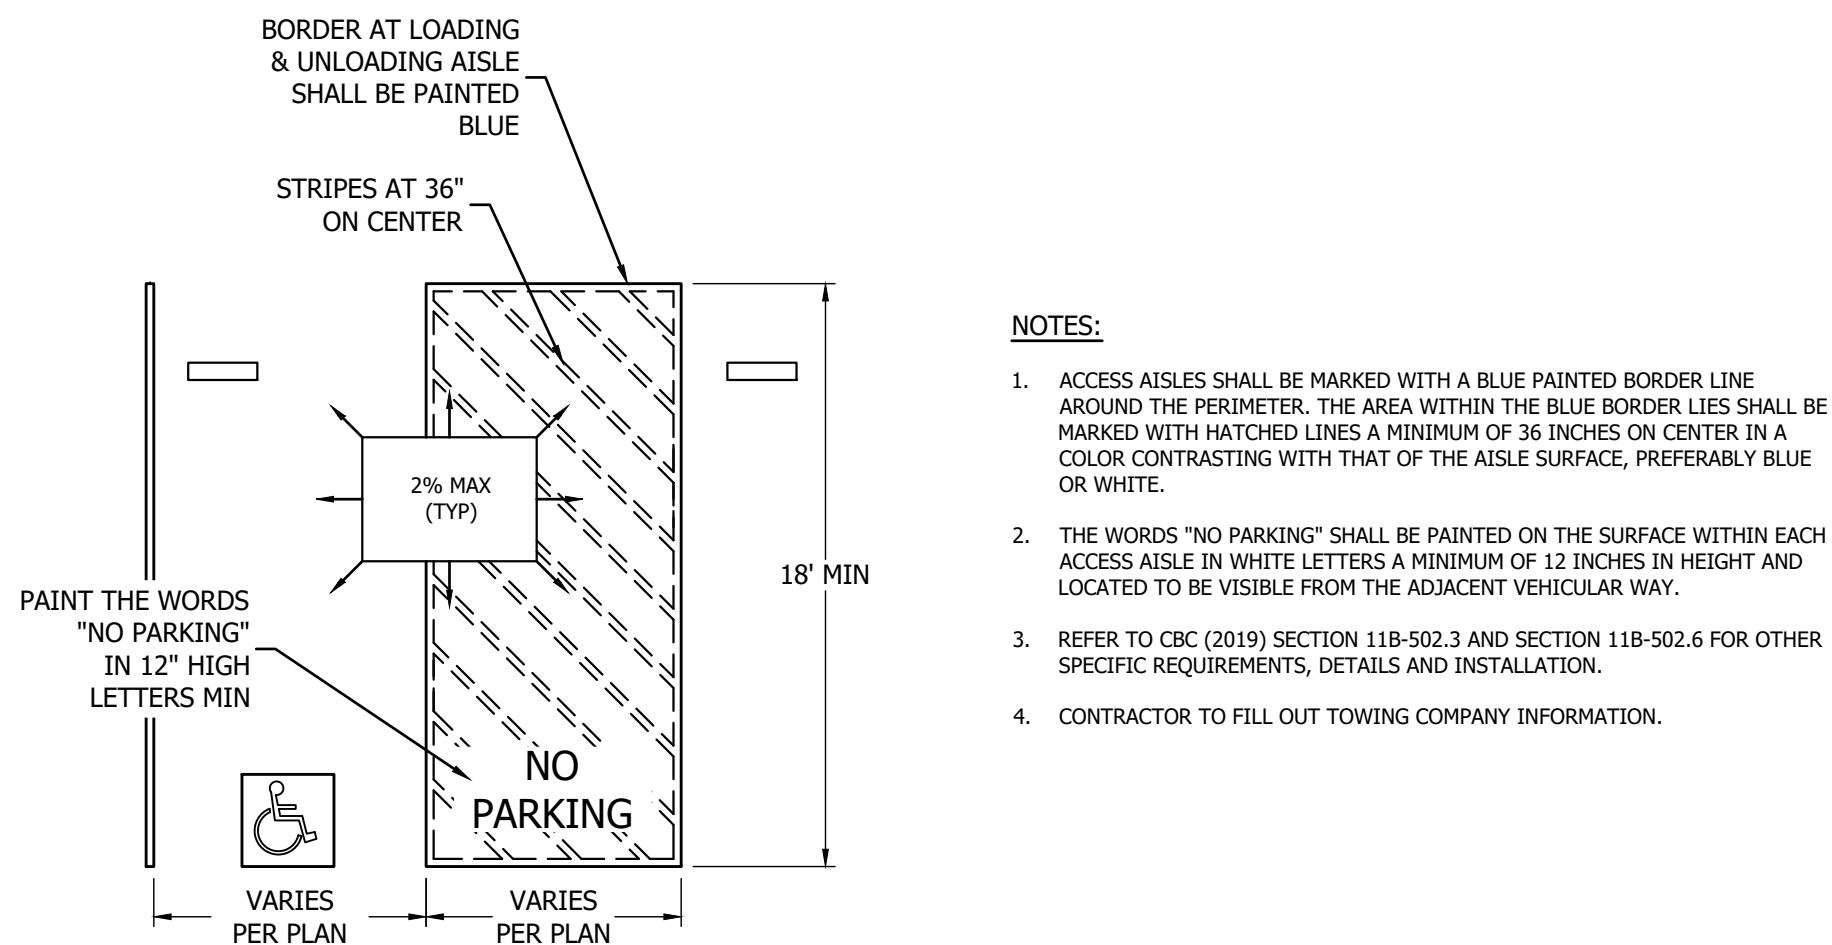 BORDER AT LOADING
& UNLOADING AISLE
SHALL BE PAINTED
BLUE
STRIPES AT 36"
ON CENTER
2% MAX
(TYP)
18' MIN
PAINT THE WORDS
"NO PARKING"
IN 12" HIGH
LETTERS MIN
NO
PARKING
VARIES
PER PLAN
VARIES
PER PLAN
NOTES:
1. ACCESS AISLES SHALL BE MARKED WITH A BLUE PAINTED BORDER LINE
AROUND THE PERIMETER. THE AREA WITHIN THE BLUE BORDER LIES SHALL BE
MARKED WITH HATCHED LINES A MINIMUM OF 36 INCHES ON CENTER IN A
COLOR CONTRASTING WITH THAT OF THE AISLE SURFACE, PREFERABLY BLUE
OR WHITE.
2. THE WORDS "NO PARKING" SHALL BE PAINTED ON THE SURFACE WITHIN EACH
ACCESS AISLE IN WHITE LETTERS A MINIMUM OF 12 INCHES IN HEIGHT AND
LOCATED TO BE VISIBLE FROM THE ADJACENT VEHICULAR WAY.
3. REFER TO CBC (2019) SECTION 11B-502.3 AND SECTION 11B-502.6 FOR OTHER
SPECIFIC REQUIREMENTS, DETAILS AND INSTALLATION.
4. CONTRACTOR TO FILL OUT TOWING COMPANY INFORMATION.